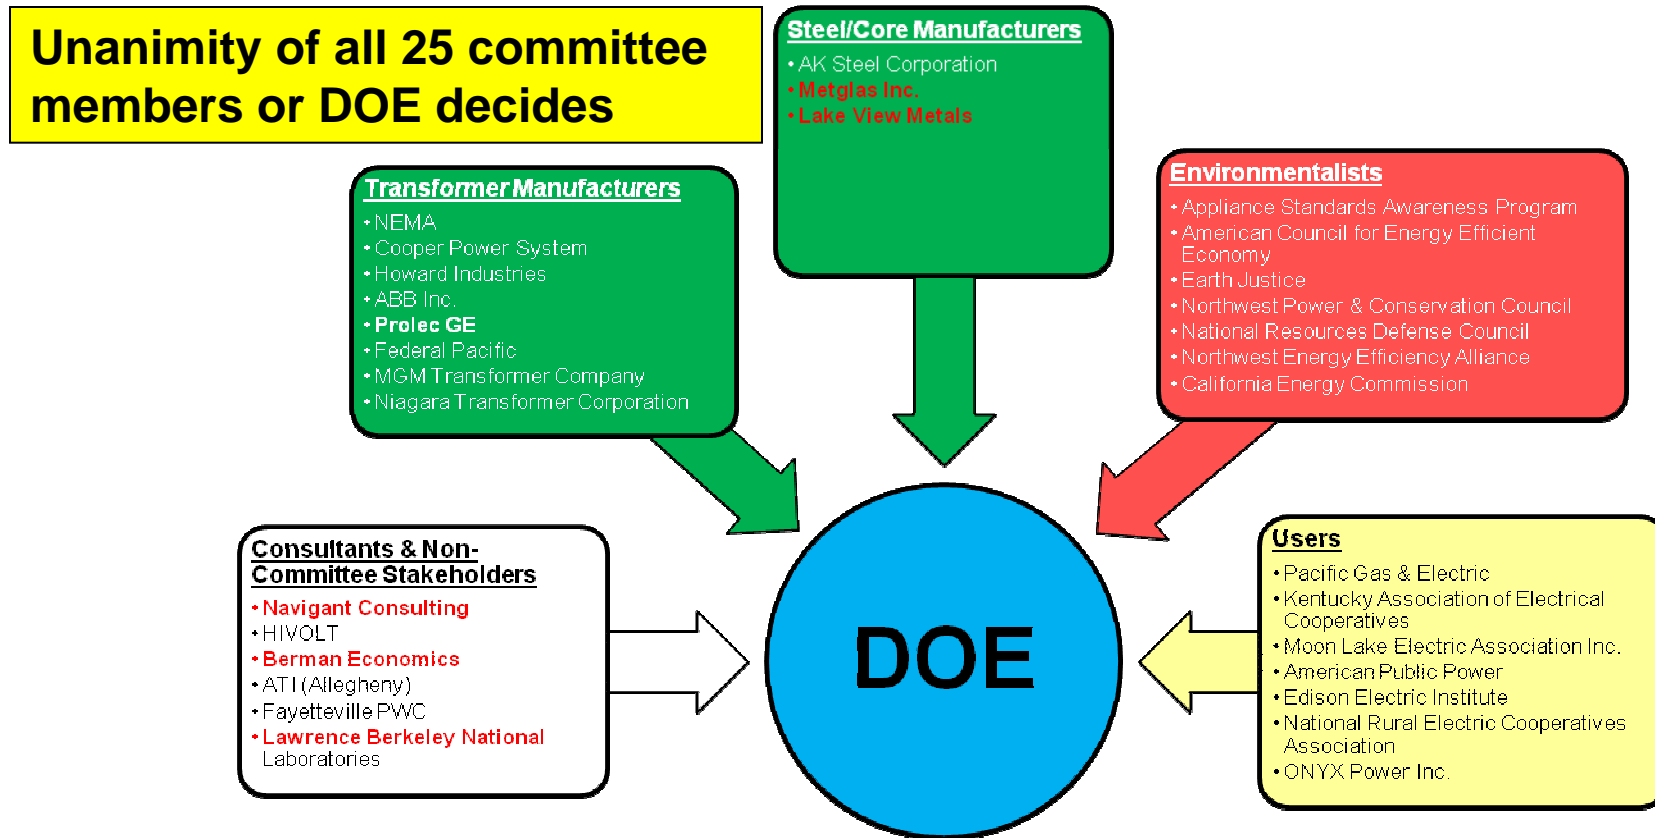 Unanimity of all 25 committee
members or DOE decides
Steel/Core Manufacturers
• AK Steel Corporation
• Metglas Inc.
• Lake View Metals
Transformer Manufacturers
• NEMA
• Cooper Power System
• Howard Industries
• ABB Inc.
• Prolec GE
• Federal Pacific
• MGM Transformer Company
• Niagara Transformer Corporation
Environmentalists
• Appliance Standards Awareness Program
• American Council for Energy Efficient
Economy
• Earth Justice
• Northwest Power & Conservation Council
• National Resources Defense Council
• Northwest Energy Efficiency Alliance
• California Energy Commission
Consultants & Non-
Committee Stakeholders
• Navigant Consulting
• HIVOLT
• Berman Economics
• ATI (Allegheny)
• Fayetteville PWC
• Lawrence Berkeley National
Laboratories
DOE
Users
• Pacific Gas & Electric
• Kentucky Association of Electrical
Cooperatives
• Moon Lake Electric Association Inc.
• American Public Power
• Edison Electric Institute
• National Rural Electric Cooperatives
Association
• ONYX Power Inc.